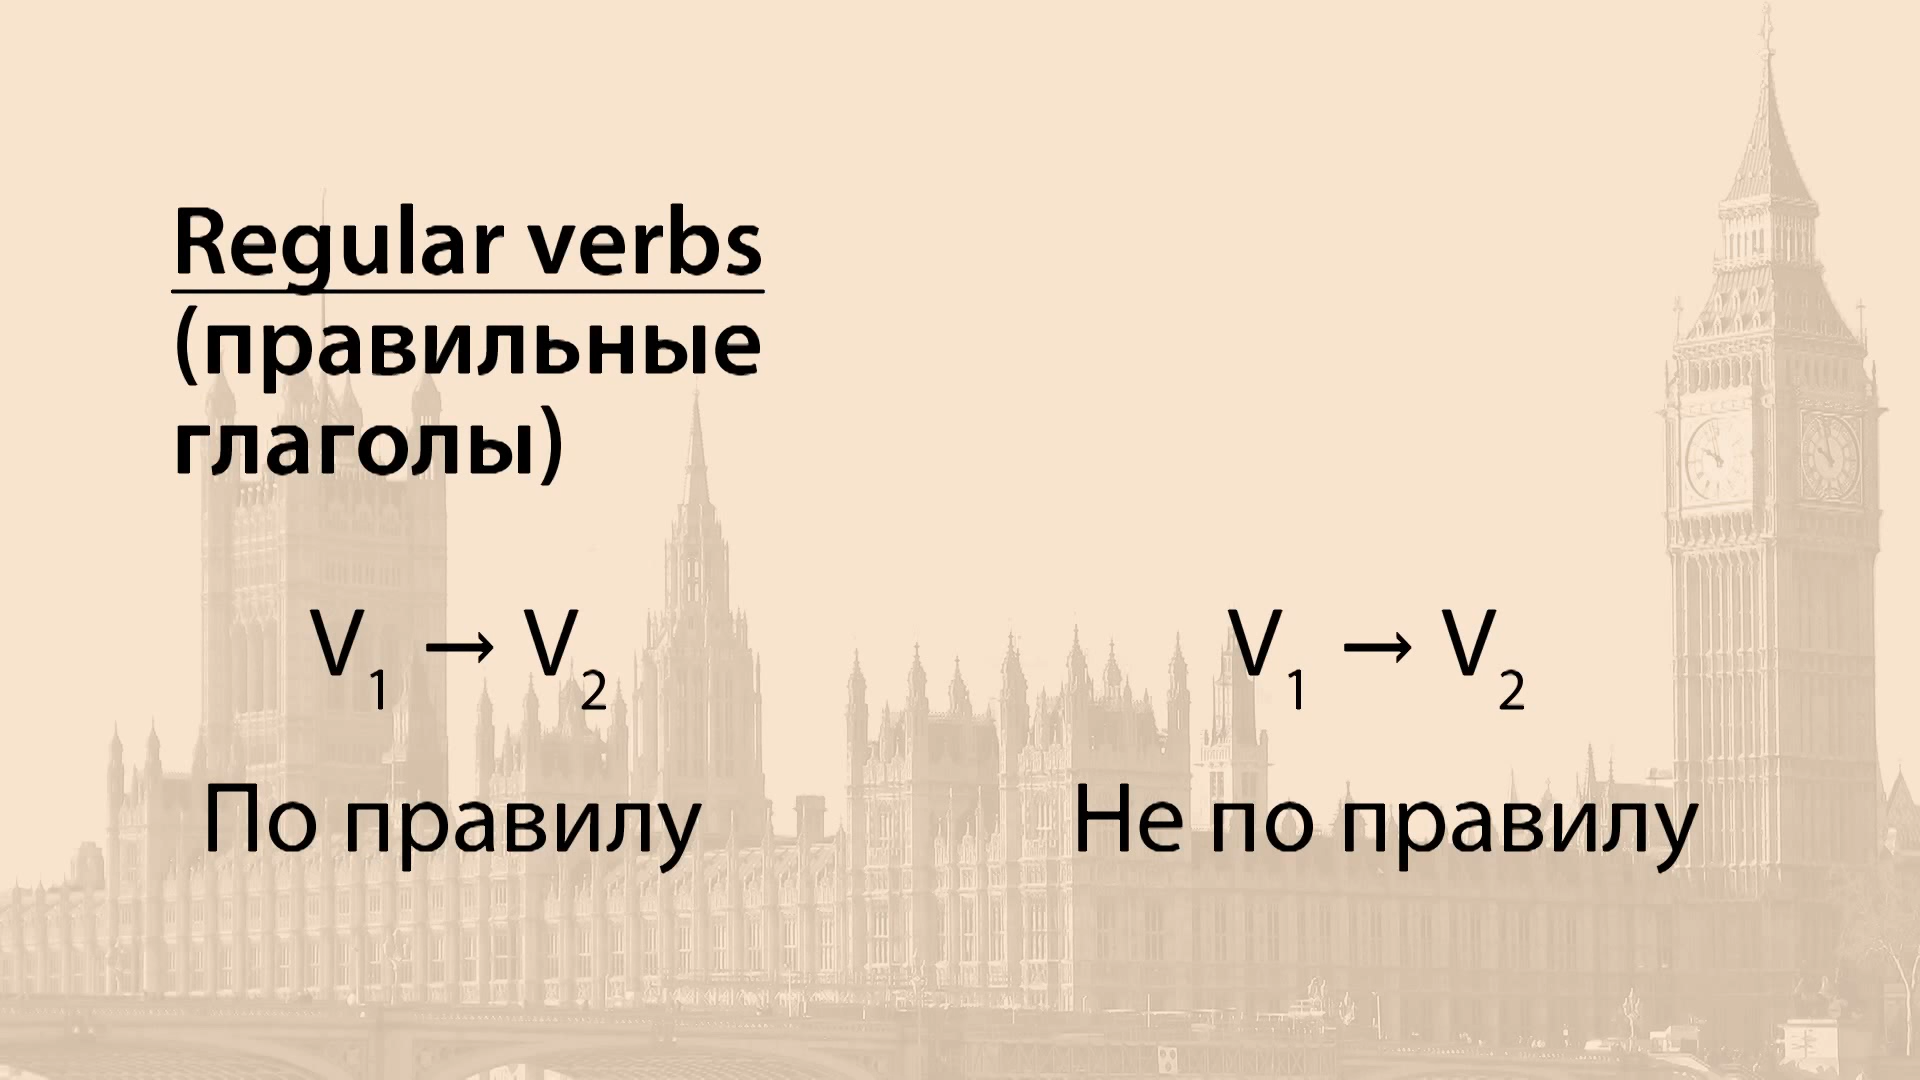 Regular verbs
(правильные
глаголы)
V₁ → V₂
По правилу
V₁ → V₂
Не по правилу